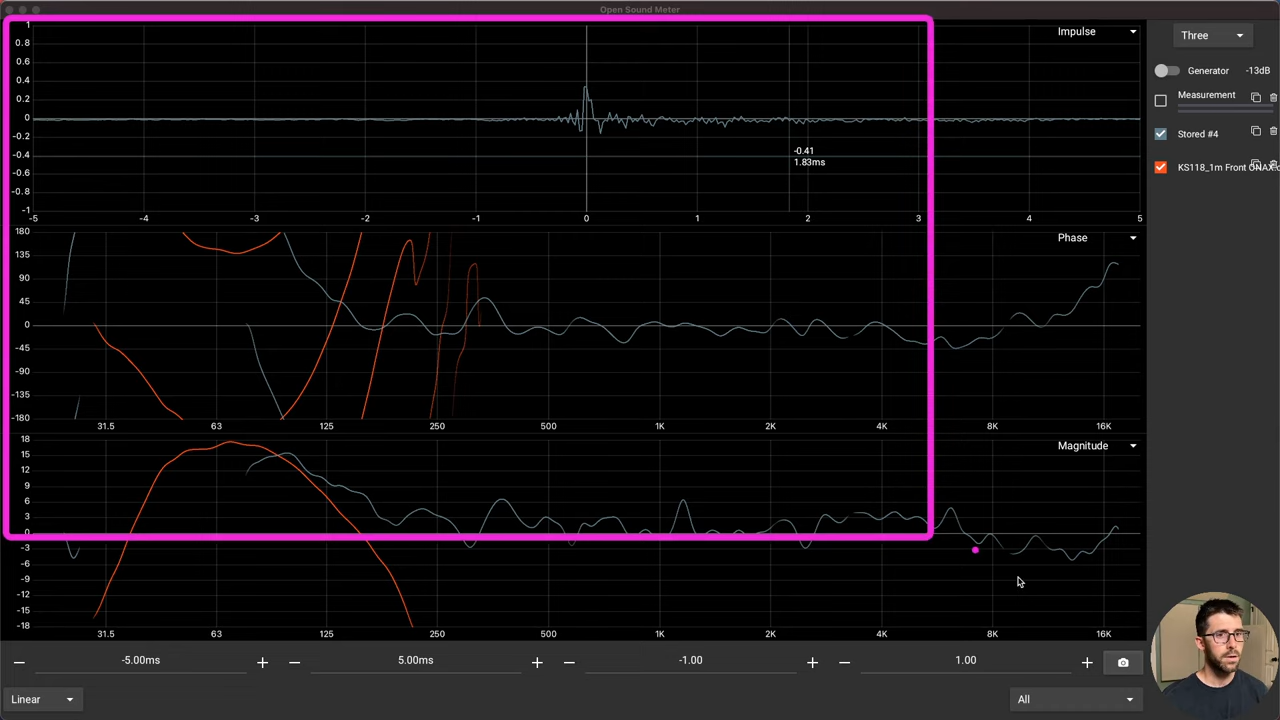 Open Sound Meter
1
0.8
0.6
0.4
0.2
0
-0.2
-0.4
-0.6
-0.8
-1
-5 -4 -3 -2 -1 0 1 2 3 4 5
-0.41
1.83ms
Impulse
180
135
90
45
0
-45
-90
-135
-180
31.5 63 125 250 500 1K 2K 4K 8K 16K
Phase
18
15
12
9
6
3
0
-3
-6
-9
-12
-15
-18
31.5 63 125 250 500 1K 2K 4K 8K 16K
Magnitude
-5.00ms 5.00ms -1.00 1.00
Linear
All
Three
Generator -13dB
Measurement
Stored #4
KS118_1m Front ONAX